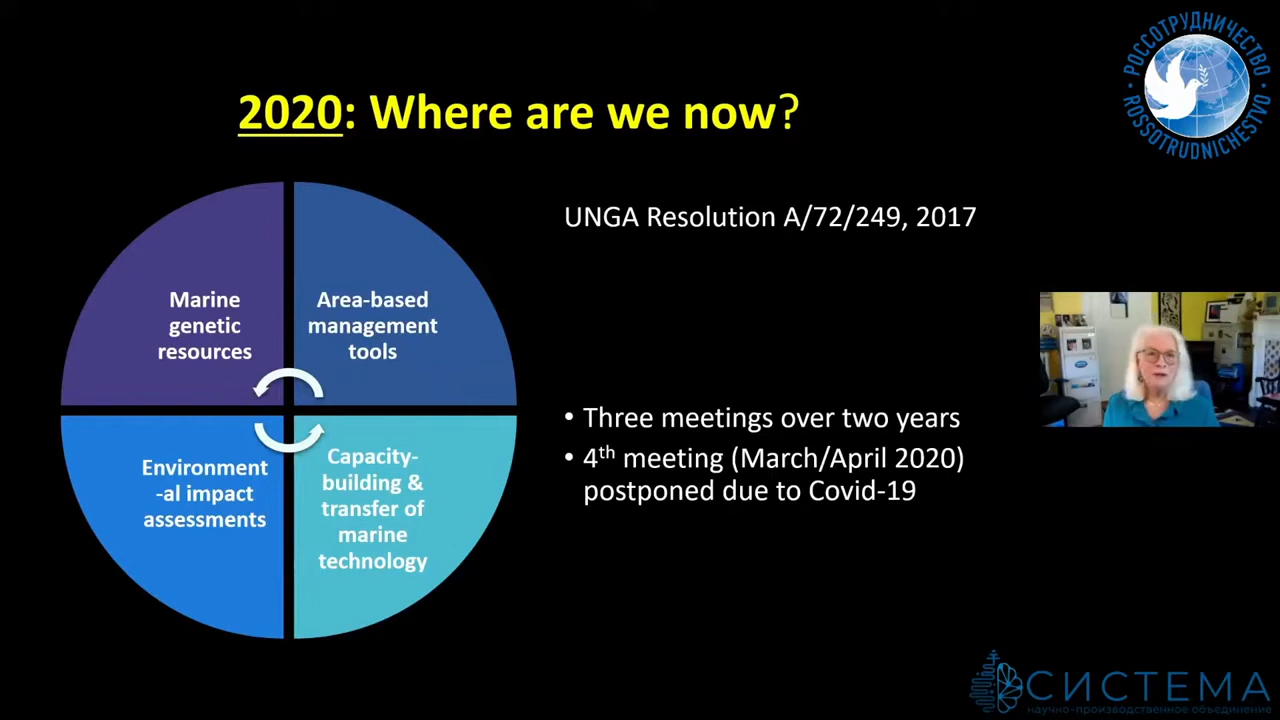 РОССОТРУДНИЧЕСТВО
ROSSOTRUDNICHESTVO
2020: Where are we now?
UNGA Resolution A/72/249, 2017
Marine
genetic
resources
Area-based
management
tools
Environment
-al impact
assessments
Capacity-
building &
transfer of
marine
technology
• Three meetings over two years
• 4th meeting (March/April 2020)
postponed due to Covid-19
СИСТЕМА
научно-производственное объединение